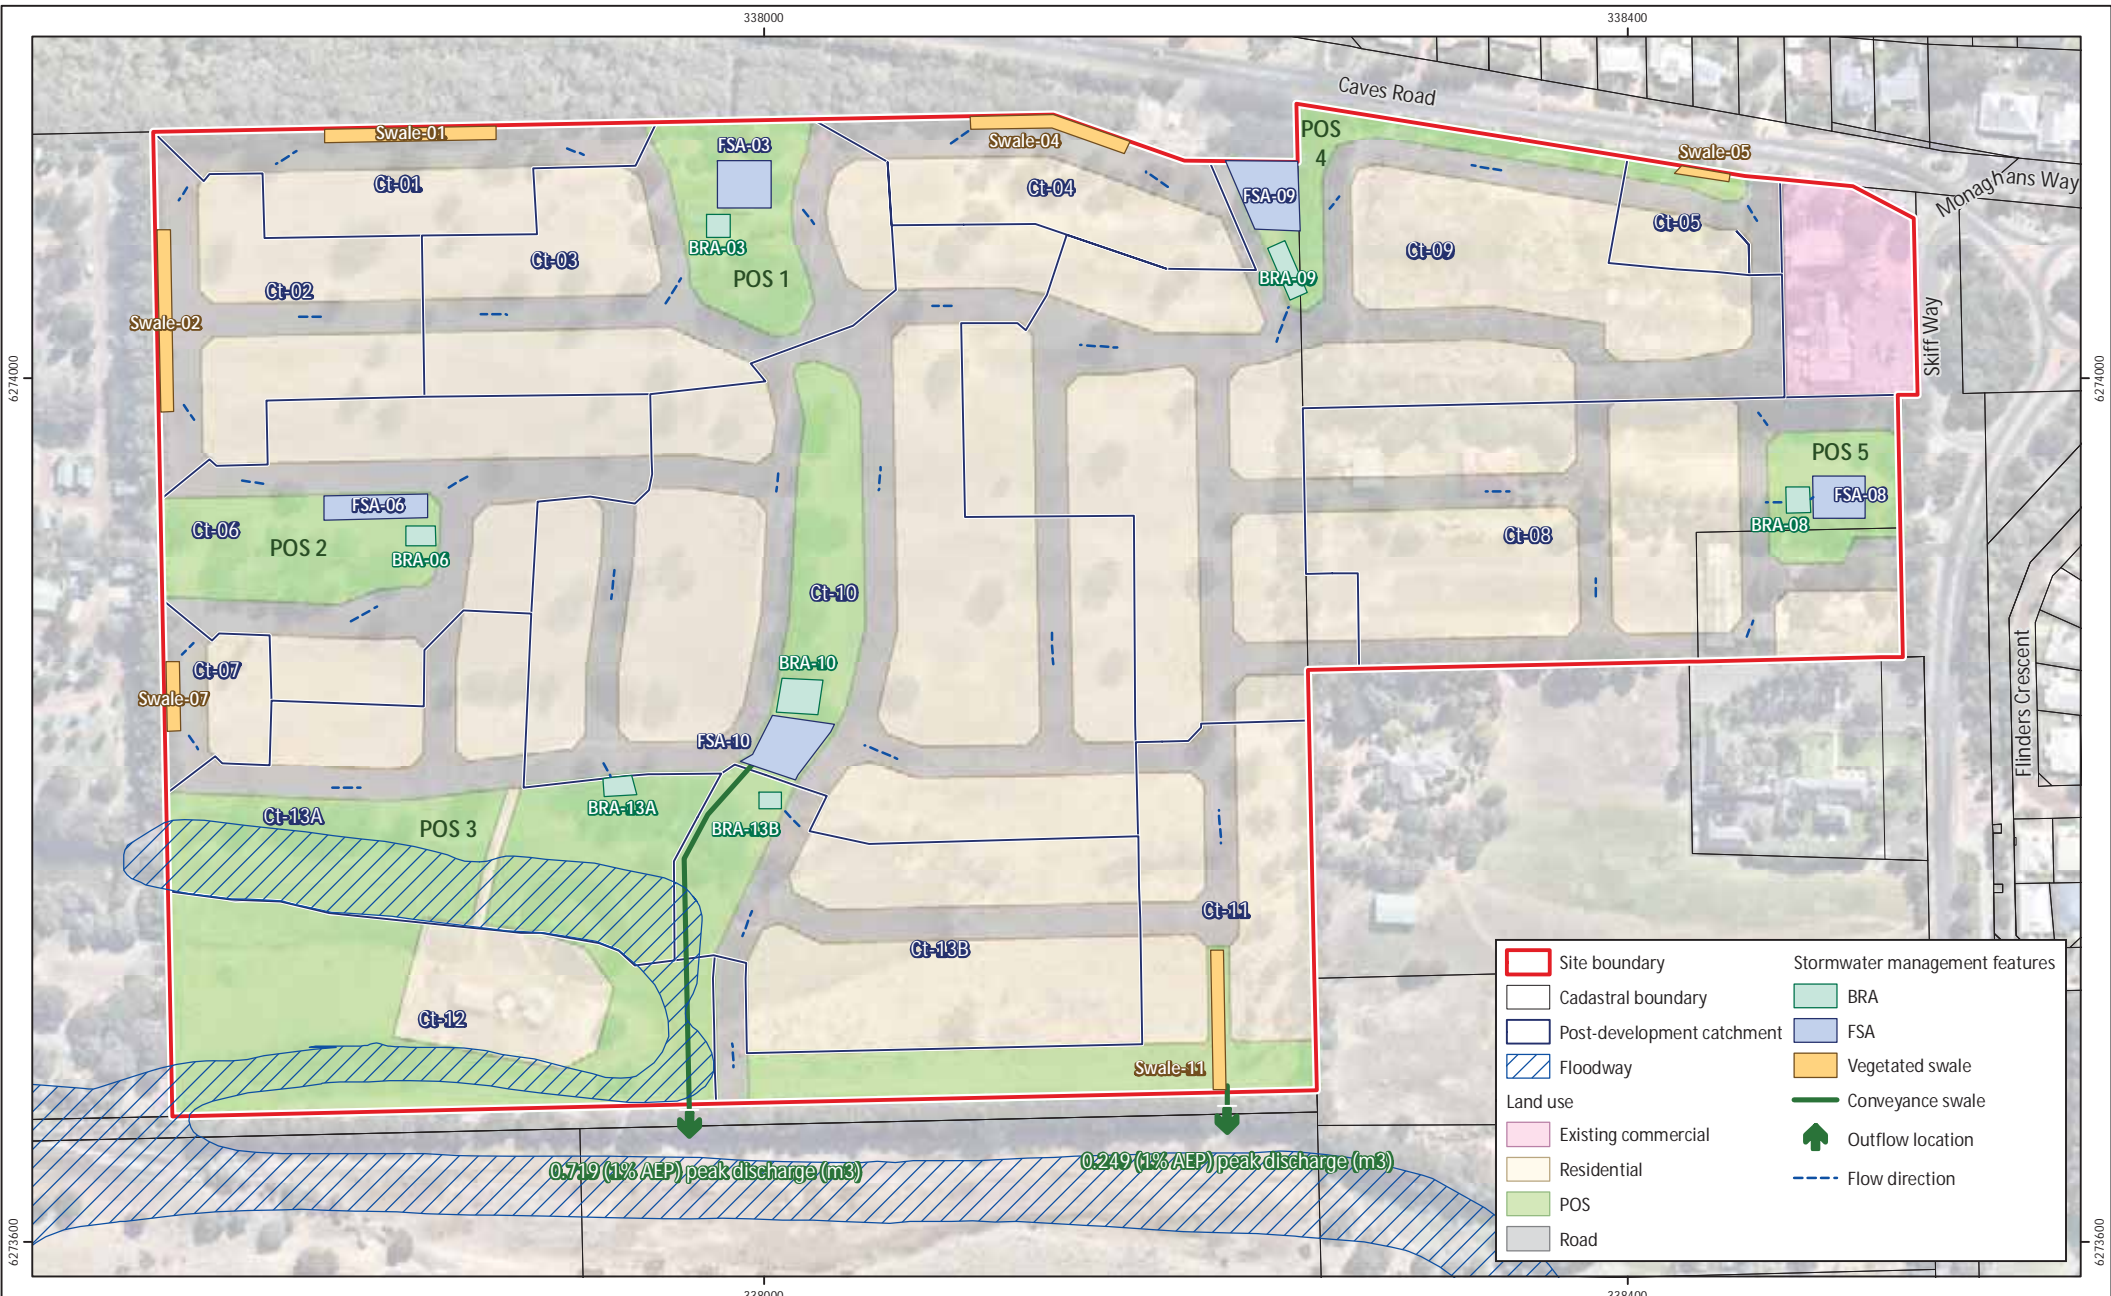 338000
338400
Caves Road
Monaghans Way
Skiff Way
Flinders Crescent
6274000
6274000
6273600
6273600
Swale-01
FSA-03
Swale-04
POS
4
Swale-05
Ct-01
Ct-04
FSA-09
Ct-05
BRA-03
Ct-03
POS 1
BRA-09
Ct-09
Ct-02
Swale-02
POS 5
FSA-06
FSA-08
Ct-06
POS 2
BRA-06
BRA-08
Ct-08
Ct-10
Ct-07
BRA-10
Swale-07
FSA-10
Ct-13A
POS 3
BRA-13A
BRA-13B
Ct-11
Ct-13B
Ct-12
Swale-11
0.719 (1% AEP) peak discharge (m3)
0.249 (1% AEP) peak discharge (m3)
Site boundary
Cadastral boundary
Post-development catchment
Floodway
Land use
Existing commercial
Residential
POS
Road
Stormwater management features
BRA
FSA
Vegetated swale
Conveyance swale
Outflow location
Flow direction
338000
338400